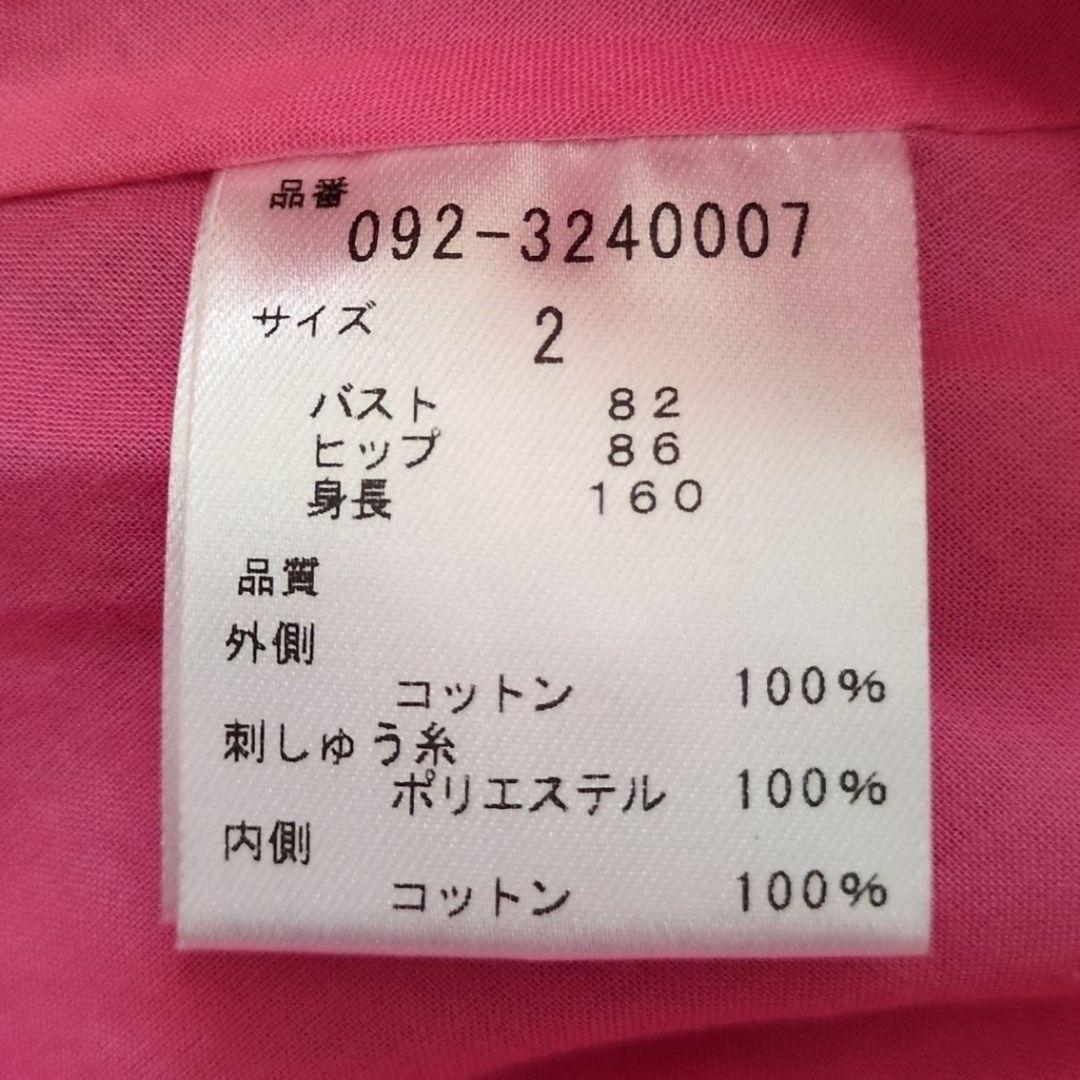 品番 092-3240007
サイズ 2
バスト 82
ヒップ 86
身長 160
品質
外側
コットン 100%
刺しゅう糸
ポリエステル 100%
内側
コットン 100%